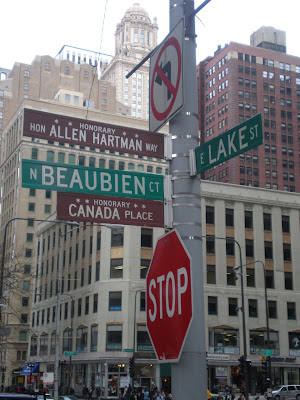 HONORARY
HON ALLEN HARTMAN WAY
N BEAUBIEN CT
HONORARY
CANADA PLACE
E LAKE ST
STOP